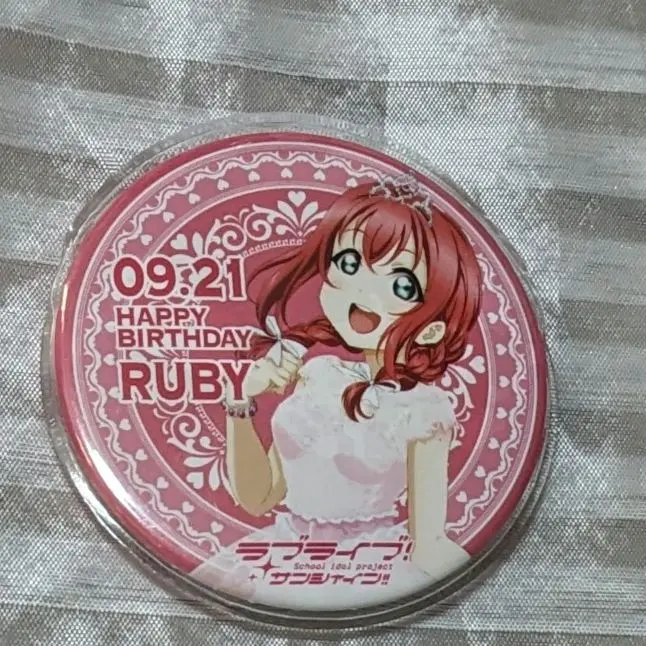 09.21
HAPPY
BIRTHDAY
RUBY
ラブライブ!
School idol project
サンシャイン!!